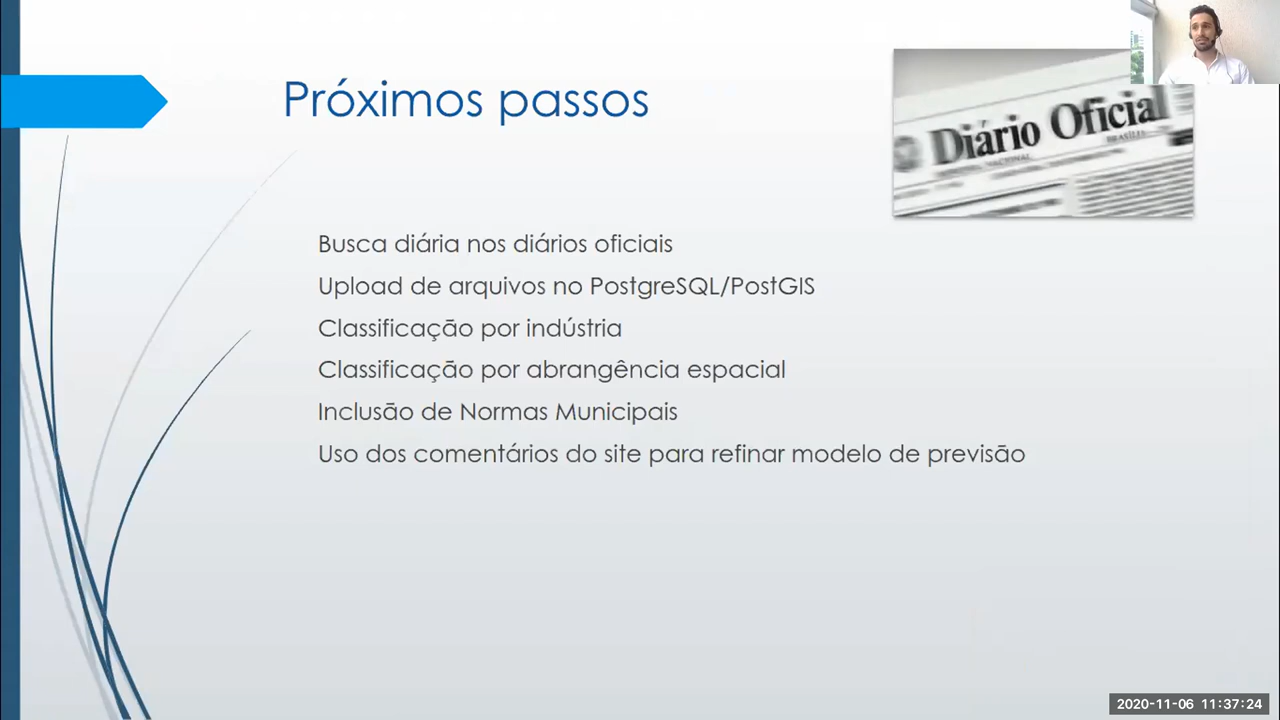 Próximos passos
Diário Oficial
Busca diária nos diários oficiais
Upload de arquivos no PostgreSQL/PostGIS
Classificação por indústria
Classificação por abrangência espacial
Inclusão de Normas Municipais
Uso dos comentários do site para refinar modelo de previsão
2020-11-06 11:37:24